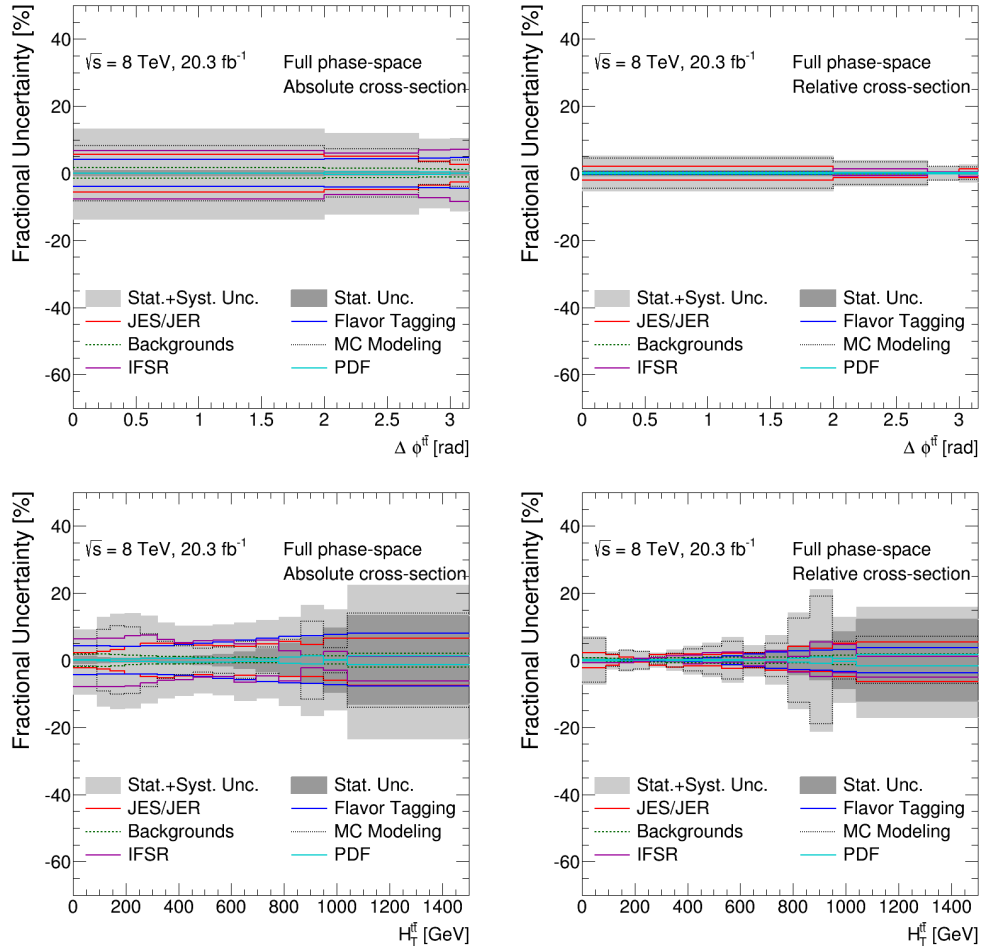 Fractional Uncertainty [%]
40
20
0
-20
-40
-60
√s = 8 TeV, 20.3 fb⁻¹ Full phase-space
Absolute cross-section
Stat.+Syst. Unc. Stat. Unc.
JES/JER Flavor Tagging
Backgrounds MC Modeling
IFSR PDF
0 0.5 1 1.5 2 2.5 3
Δ ϕ^tt̄ [rad]
Fractional Uncertainty [%]
40
20
0
-20
-40
-60
√s = 8 TeV, 20.3 fb⁻¹ Full phase-space
Relative cross-section
Stat.+Syst. Unc. Stat. Unc.
JES/JER Flavor Tagging
Backgrounds MC Modeling
IFSR PDF
0 0.5 1 1.5 2 2.5 3
Δ ϕ^tt̄ [rad]
Fractional Uncertainty [%]
40
20
0
-20
-40
-60
√s = 8 TeV, 20.3 fb⁻¹ Full phase-space
Absolute cross-section
Stat.+Syst. Unc. Stat. Unc.
JES/JER Flavor Tagging
Backgrounds MC Modeling
IFSR PDF
0 200 400 600 800 1000 1200 1400
H_T^tt̄ [GeV]
Fractional Uncertainty [%]
40
20
0
-20
-40
-60
√s = 8 TeV, 20.3 fb⁻¹ Full phase-space
Relative cross-section
Stat.+Syst. Unc. Stat. Unc.
JES/JER Flavor Tagging
Backgrounds MC Modeling
IFSR PDF
0 200 400 600 800 1000 1200 1400
H_T^tt̄ [GeV]